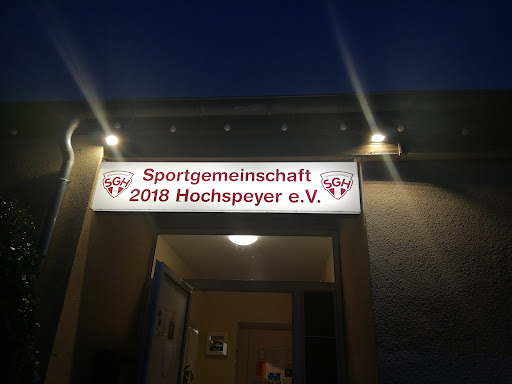 SGH
Sportgemeinschaft
2018 Hochspeyer e.V.
SGH